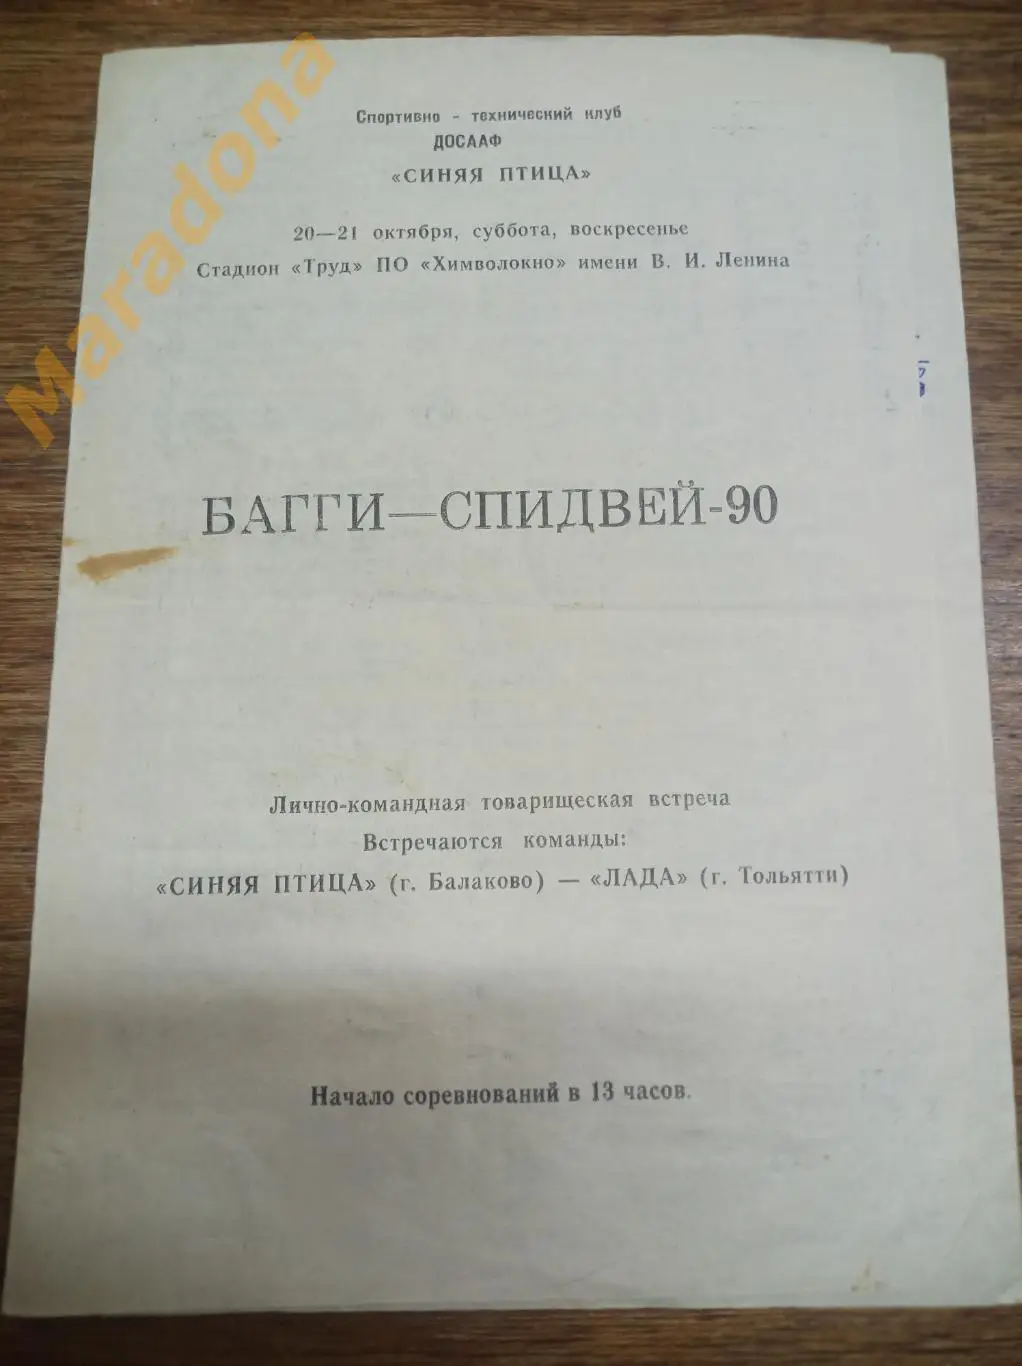 Maradona
Спортивно - технический клуб
ДОСААФ
«СИНЯЯ ПТИЦА»
20—21 октября, суббота, воскресенье
Стадион «Труд» ПО «Химволокно» имени В. И. Ленина
БАГГИ—СПИДВЕЙ-90
Лично-командная товарищеская встреча
Встречаются команды:
«СИНЯЯ ПТИЦА» (г. Балаково) — «ЛАДА» (г. Тольятти)
Начало соревнований в 13 часов.